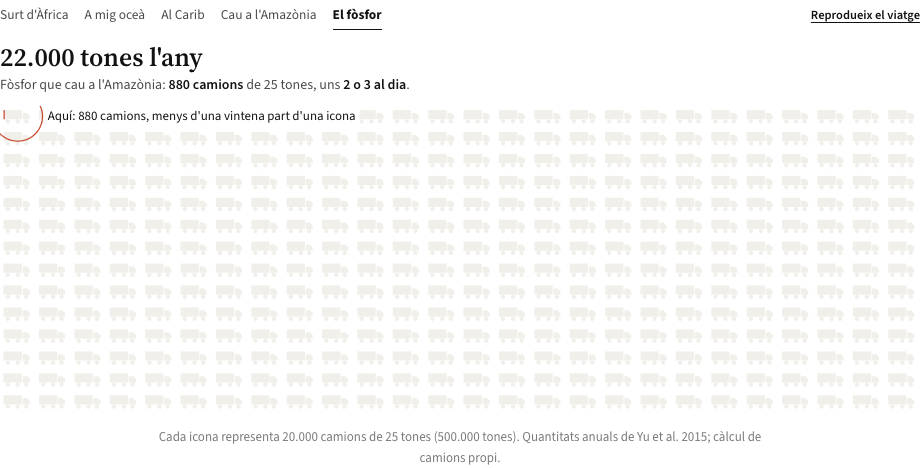 Surt d'Àfrica A mig oceà Al Carib Cau a l'Amazònia El fòsfor Reprodueix el viatge
22.000 tones l'any
Fòsfor que cau a l'Amazònia: 880 camions de 25 tones, uns 2 o 3 al dia.
Aquí: 880 camions, menys d'una vintena part d'una icona
Cada icona representa 20.000 camions de 25 tones (500.000 tones). Quantitats anuals de Yu et al. 2015; càlcul de
camions propi.